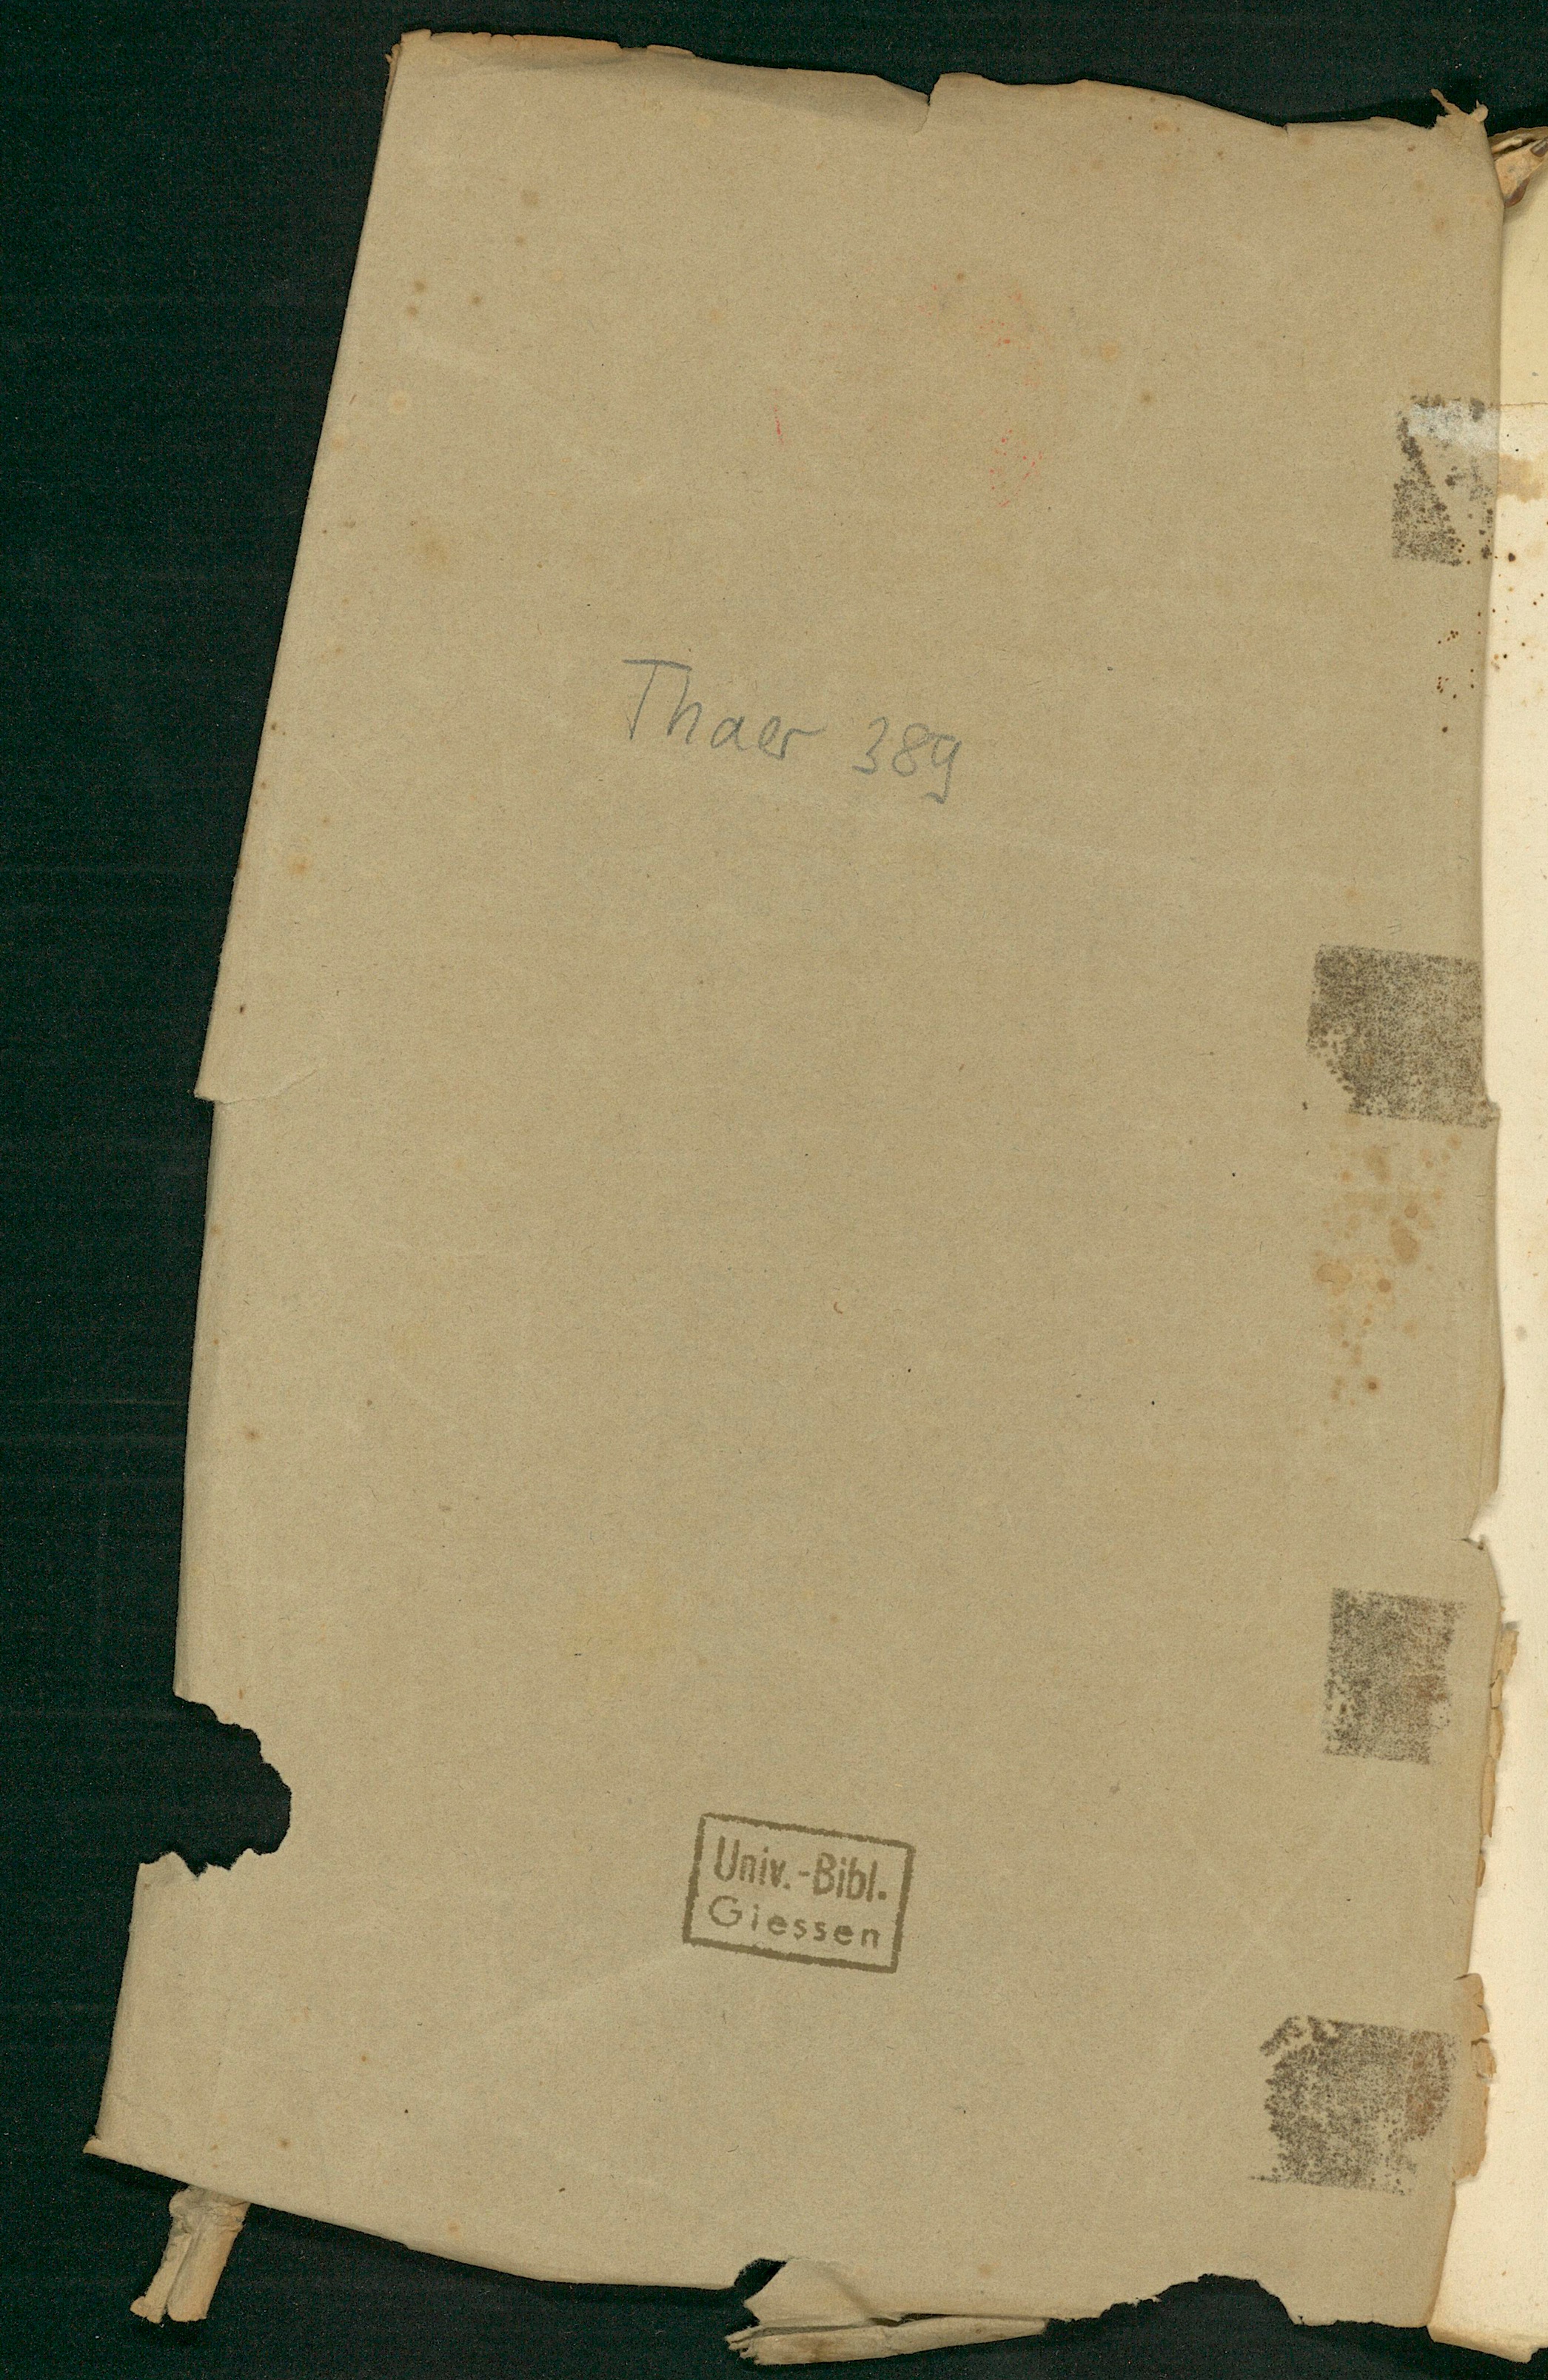 Thaer 389
Univ.-Bibl.
Giessen